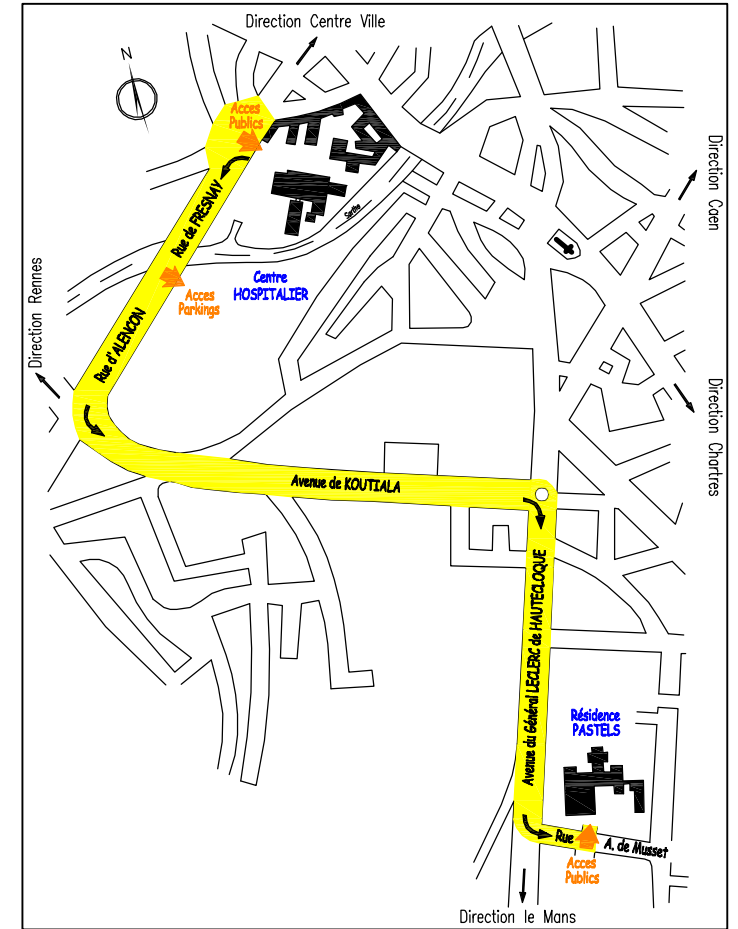 Direction Centre Ville
N
Acces
Publics
Direction Caen
Rue de FRESNAY
Sarthe
Centre
HOSPITALIER
Acces
Parkings
Direction Rennes
Rue d'ALENCON
Direction Chartres
Avenue de KOUTIALA
Avenue du Général LECLERC de HAUTECLOQUE
Résidence
PASTELS
Rue A. de Musset
Acces
Publics
Direction le Mans